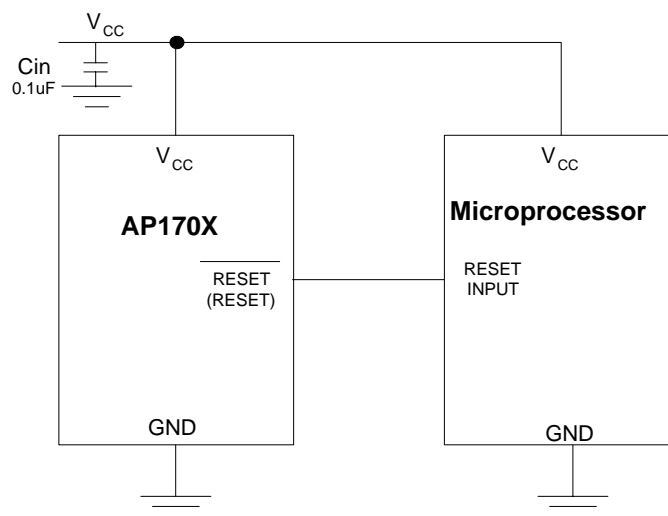 VCC
Cin
0.1uF
VCC
AP170X
RESET
(RESET)
GND
VCC
Microprocessor
RESET
INPUT
GND